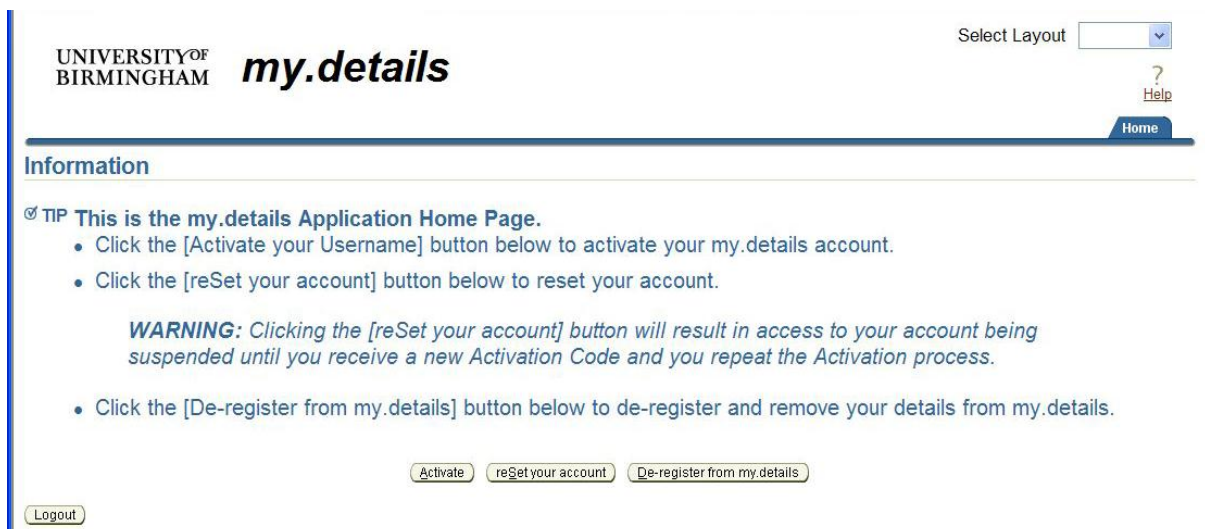 Select Layout
UNIVERSITY OF
BIRMINGHAM
my.details
?
Help
Home
Information
TIP This is the my.details Application Home Page.
• Click the [Activate your Username] button below to activate your my.details account.
• Click the [reSet your account] button below to reset your account.
WARNING: Clicking the [reSet your account] button will result in access to your account being
suspended until you receive a new Activation Code and you repeat the Activation process.
• Click the [De-register from my.details] button below to de-register and remove your details from my.details.
Activate reSet your account De-register from my.details
Logout